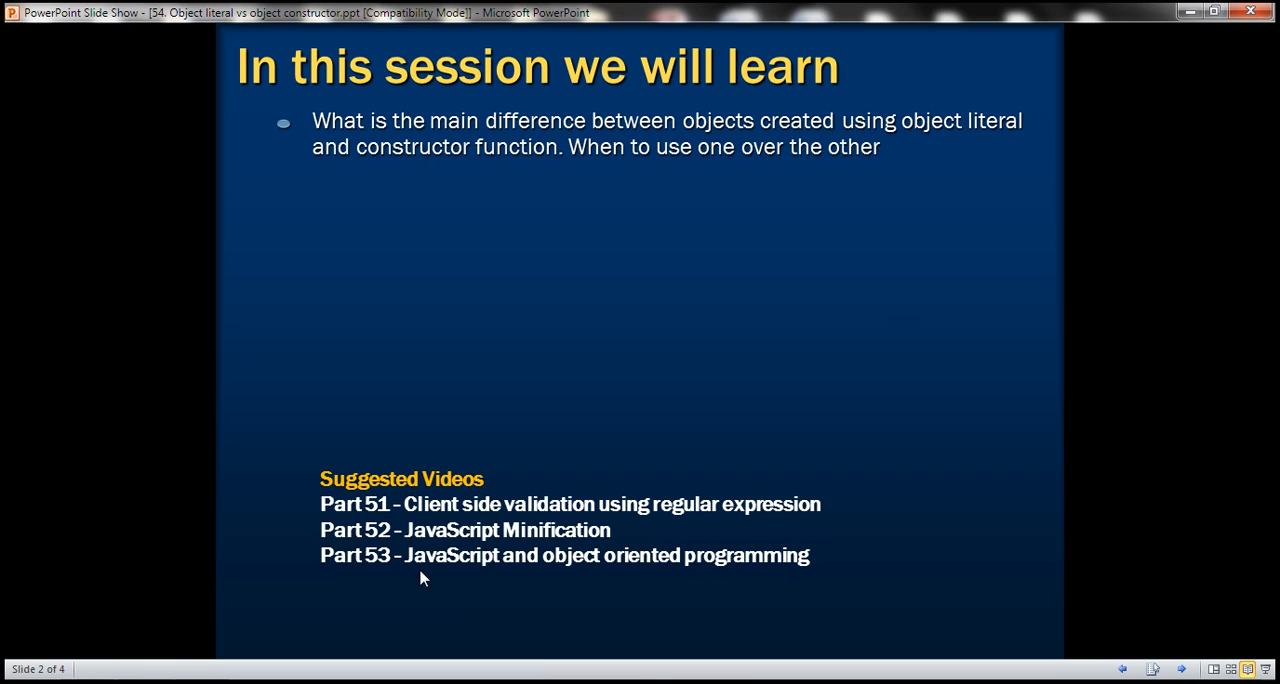 PowerPoint Slide Show - [54. Object literal vs object constructor.ppt [Compatibility Mode]] - Microsoft PowerPoint
In this session we will learn
What is the main difference between objects created using object literal
and constructor function. When to use one over the other
Suggested Videos
Part 51 - Client side validation using regular expression
Part 52 - JavaScript Minification
Part 53 - JavaScript and object oriented programming
Slide 2 of 4